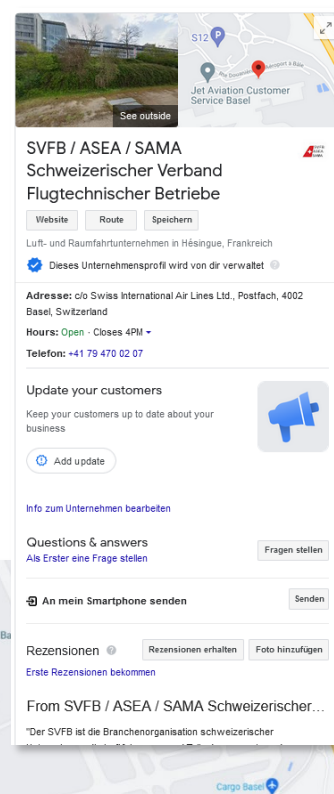 S12
Jet Aviation Customer
Service Basel
See outside
SVFB / ASEA / SAMA
Schweizerischer Verband
Flugtechnischer Betriebe
Website Route Speichern
Luft- und Raumfahrtunternehmen in Hésingue, Frankreich
Dieses Unternehmensprofil wird von dir verwaltet
Adresse: c/o Swiss International Air Lines Ltd., Postfach, 4002
Basel, Switzerland
Hours: Open · Closes 4PM
Telefon: +41 79 470 02 07
Update your customers
Keep your customers up to date about your
business
Add update
Info zum Unternehmen bearbeiten
Questions & answers
Fragen stellen
Als Erster eine Frage stellen
An mein Smartphone senden
Senden
Rezensionen
Rezensionen erhalten Foto hinzufügen
Erste Rezensionen bekommen
From SVFB / ASEA / SAMA Schweizerischer...
"Der SVFB ist die Branchenorganisation schweizerischer
Cargo Basel